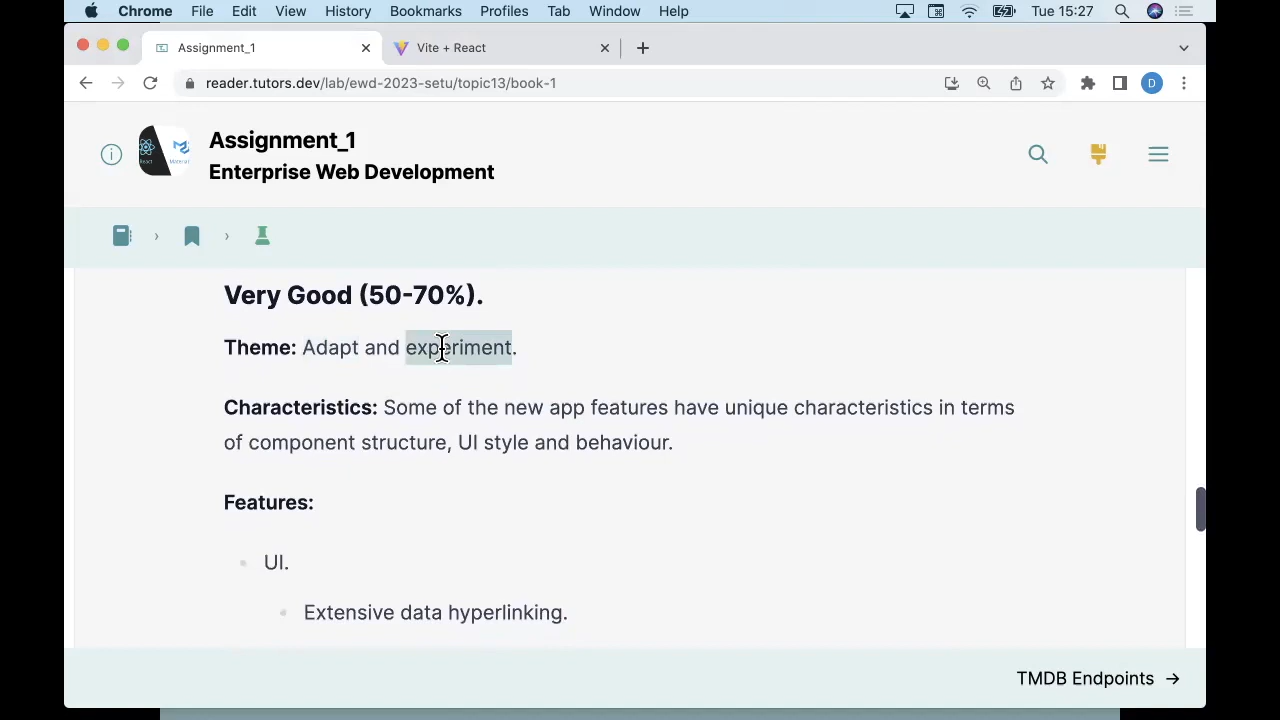 Chrome File Edit View History Bookmarks Profiles Tab Window Help Tue 15:27
Assignment_1 Vite + React
reader.tutors.dev/lab/ewd-2023-setu/topic13/book-1 D
Assignment_1
Enterprise Web Development
Very Good (50-70%).
Theme: Adapt and experiment.
Characteristics: Some of the new app features have unique characteristics in terms
of component structure, UI style and behaviour.
Features:
UI.
Extensive data hyperlinking.
TMDB Endpoints →